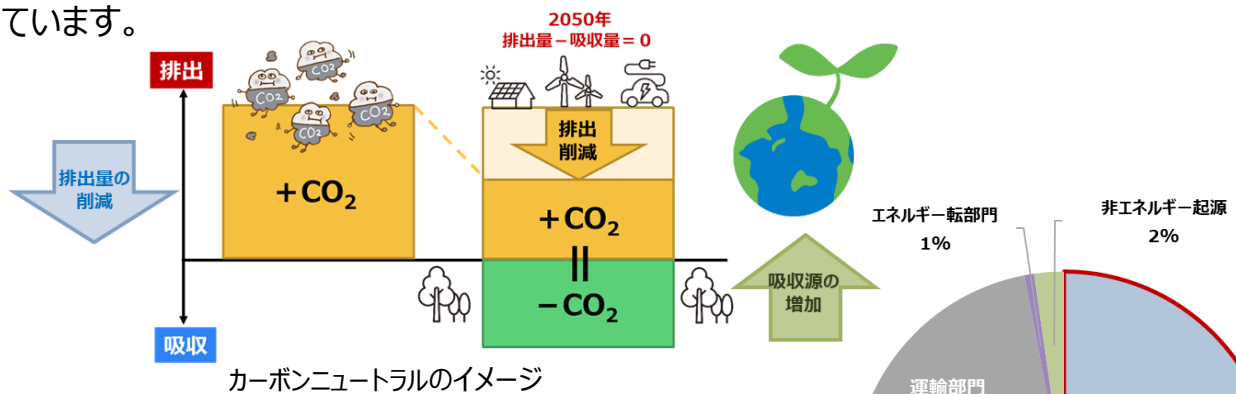 ています。
2050年
排出量－吸収量＝0
排出
CO2
CO2
CO2
CO2
排出
削減
排出量の
削減
＋CO₂
＋CO₂
||
－CO₂
吸収源の
増加
吸収
カーボンニュートラルのイメージ
エネルギー転部門
1%
非エネルギー起源
2%
運輸部門